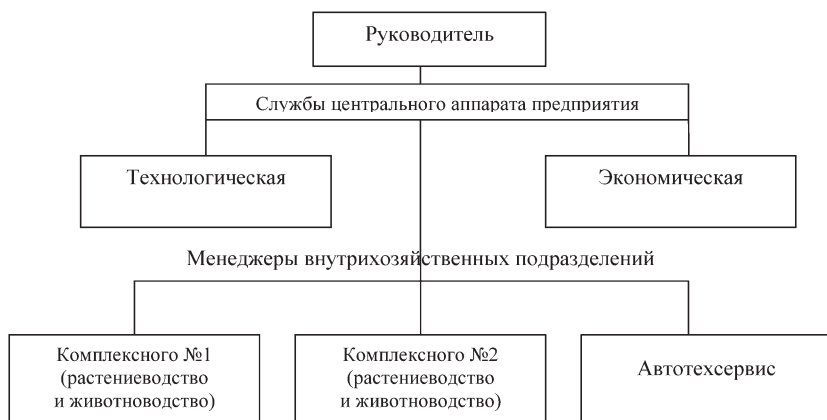 Руководитель
Службы центрального аппарата предприятия
Технологическая
Экономическая
Менеджеры внутрихозяйственных подразделений
Комплексного №1
(растениеводство
и животноводство)
Комплексного №2
(растениеводство
и животноводство)
Автотехсервис